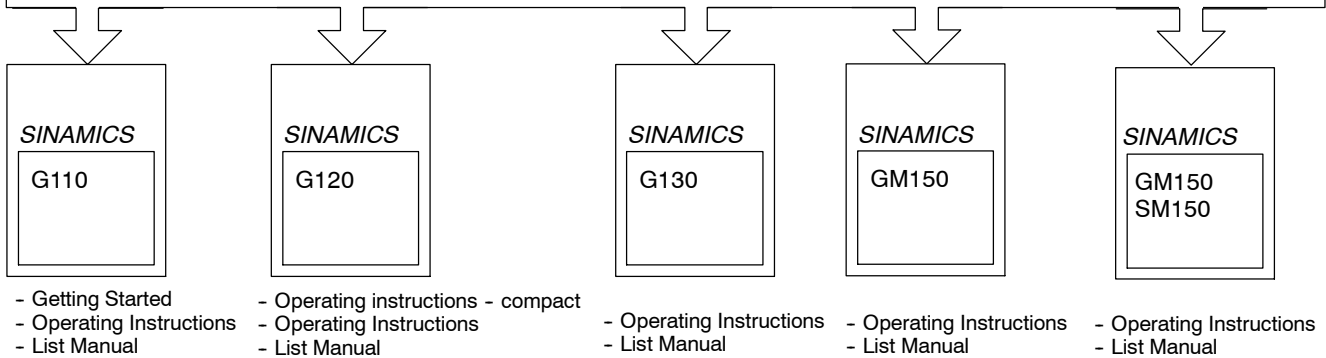 SINAMICS
G110
- Getting Started
- Operating Instructions
- List Manual
SINAMICS
G120
- Operating instructions - compact
- Operating Instructions
- List Manual
SINAMICS
G130
- Operating Instructions
- List Manual
SINAMICS
GM150
- Operating Instructions
- List Manual
SINAMICS
GM150
SM150
- Operating Instructions
- List Manual